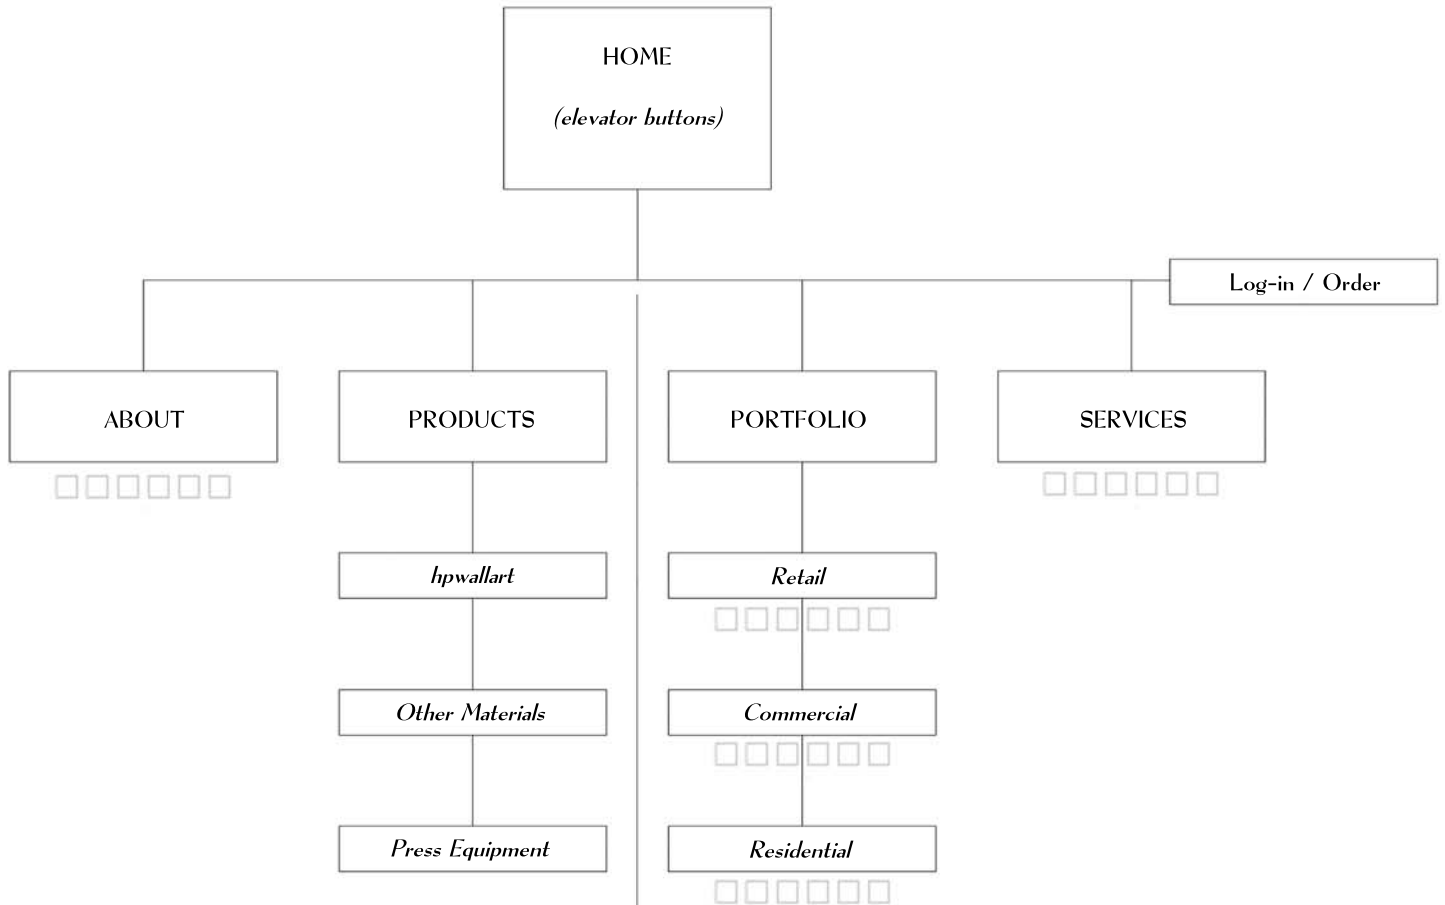 HOME
(elevator buttons)
Log-in / Order
ABOUT
PRODUCTS
PORTFOLIO
SERVICES
hpwallart
Retail
Other Materials
Commercial
Press Equipment
Residential